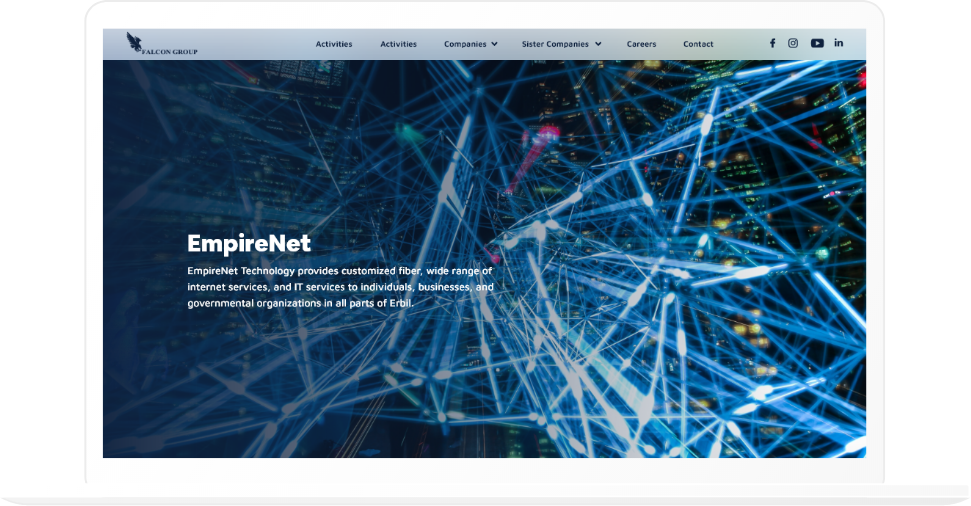 FALCON GROUP
Activities
Activities
Companies
Sister Companies
Careers
Contact
EmpireNet
EmpireNet Technology provides customized fiber, wide range of
internet services, and IT services to individuals, businesses, and
governmental organizations in all parts of Erbil.